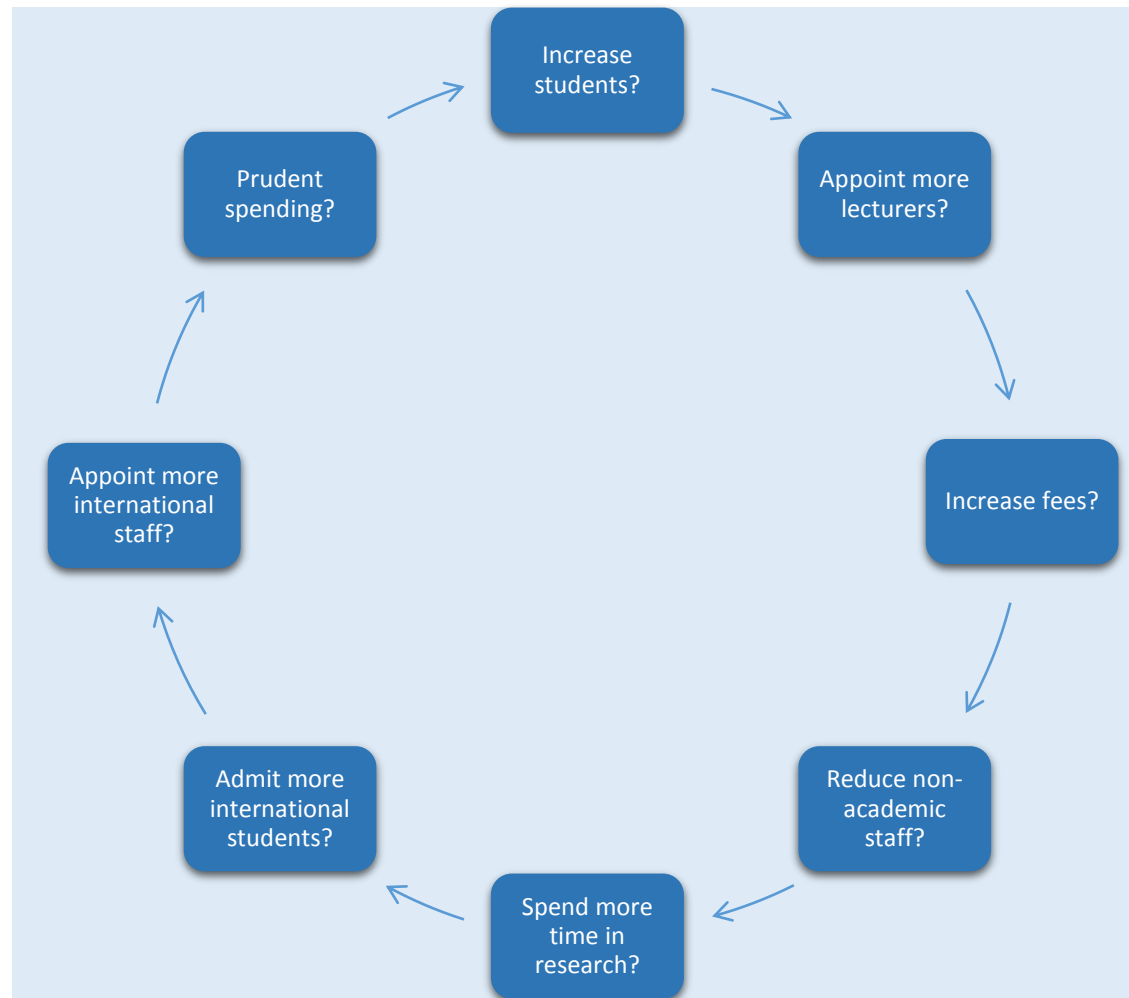 Increase
students?
Appoint more
lecturers?
Increase fees?
Reduce non-
academic
staff?
Spend more
time in
research?
Admit more
international
students?
Appoint more
international
staff?
Prudent
spending?